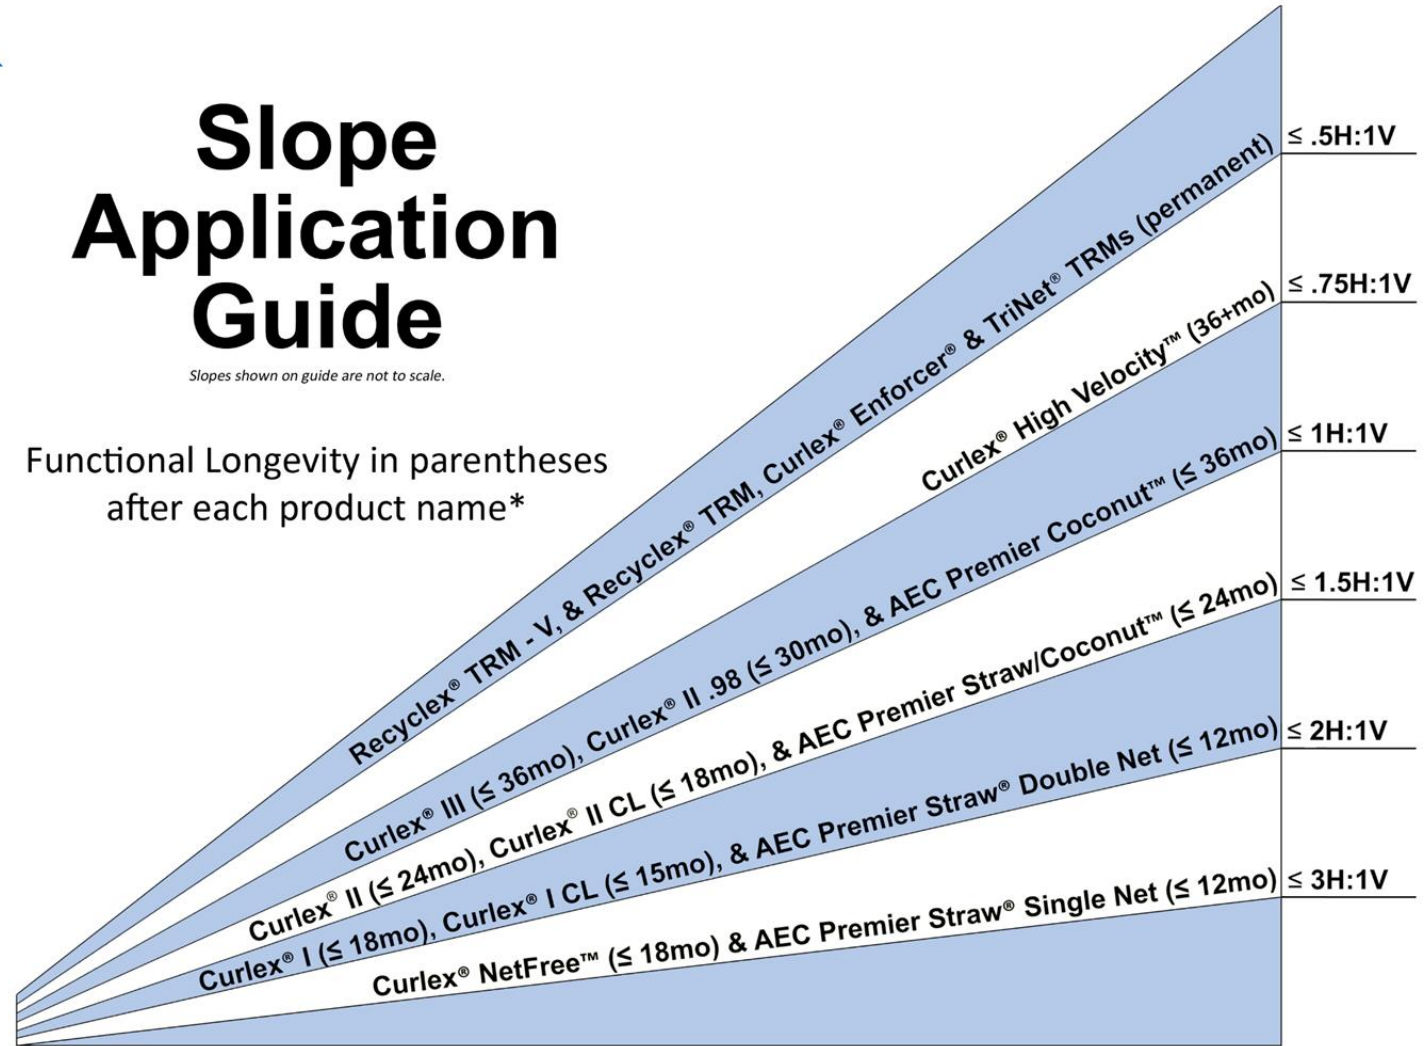 Slope
Application
Guide
Slopes shown on guide are not to scale.
Functional Longevity in parentheses
after each product name*
Recyclex® TRM - V, & Recyclex® TRM, Curlex® Enforcer® & TriNet® TRMs (permanent)
≤ .5H:1V
Curlex® High Velocity™ (36+mo)
≤ .75H:1V
Curlex® III (≤ 36mo), Curlex® II .98 (≤ 30mo), & AEC Premier Coconut™ (≤ 36mo)
≤ 1H:1V
Curlex® II (≤ 24mo), Curlex® II CL (≤ 18mo), & AEC Premier Straw/Coconut™ (≤ 24mo)
≤ 1.5H:1V
Curlex® I (≤ 18mo), Curlex® I CL (≤ 15mo), & AEC Premier Straw® Double Net (≤ 12mo)
≤ 2H:1V
Curlex® NetFree™ (≤ 18mo) & AEC Premier Straw® Single Net (≤ 12mo)
≤ 3H:1V